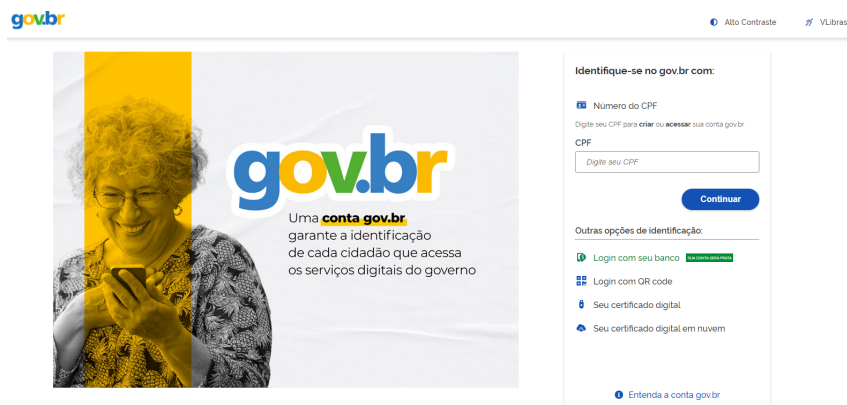 gov.br
Alto Contraste
VLibras
gov.br
Uma conta gov.br
garante a identificação
de cada cidadão que acessa
os serviços digitais do governo
Identifique-se no gov.br com:
Número do CPF
Digite seu CPF para criar ou acessar sua conta gov.br
CPF
Digite seu CPF
Continuar
Outras opções de identificação:
Login com seu banco SUA CONTA SERÁ PRATA
Login com QR code
Seu certificado digital
Seu certificado digital em nuvem
Entenda a conta gov.br